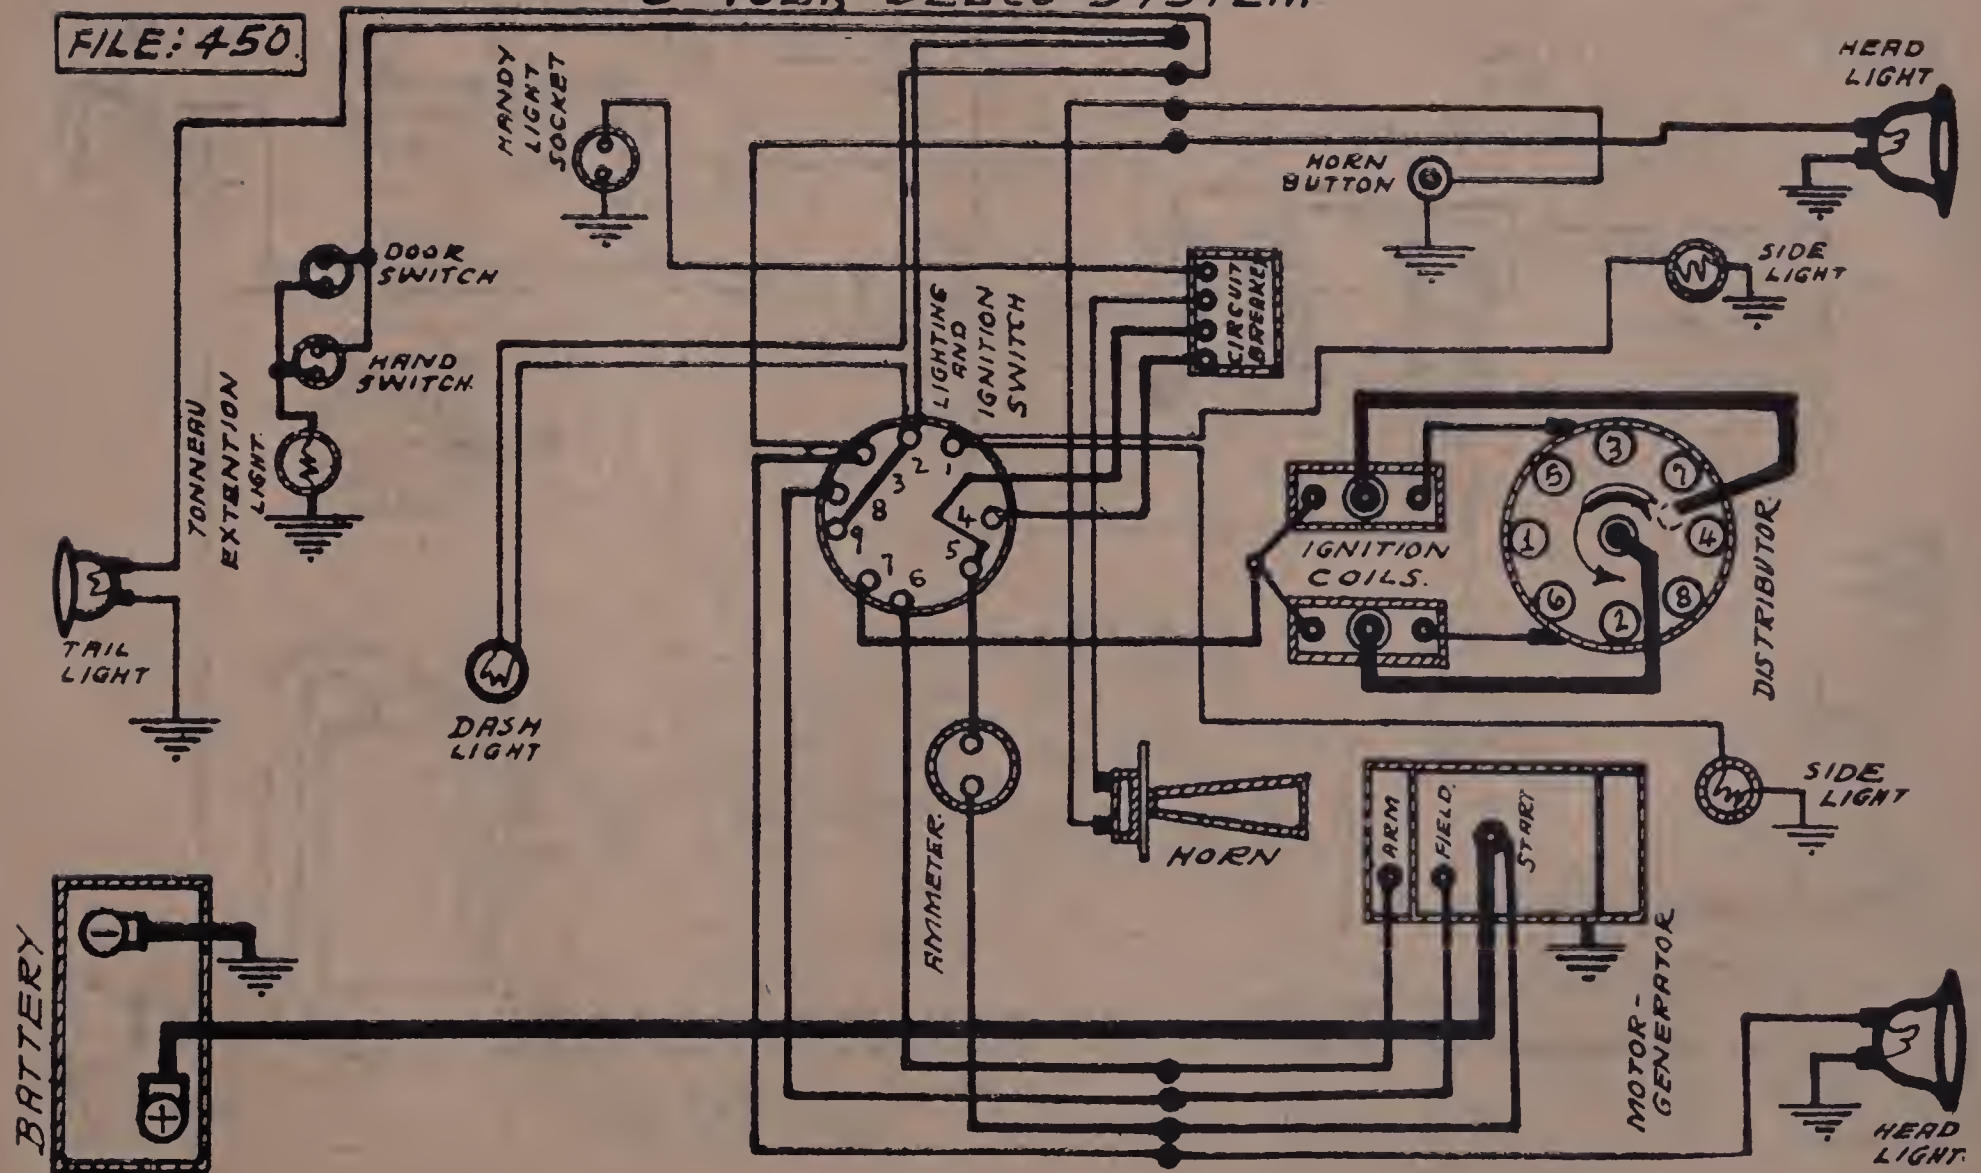 DELCO SYSTEM
FILE: 450.
HANDY
LIGHT
SOCKET
HEAD
LIGHT
HORN
BUTTON
DOOR
SWITCH
SIDE
LIGHT
CIRCUIT
BREAKER
LIGHTING
AND
IGNITION
SWITCH
HAND
SWITCH.
TONNEAU
EXTENTION
LIGHT.
1
2
3
4
5
6
7
8
9
IGNITION
COILS.
3
7
5
1
4
6
2
8
DISTRIBUTOR.
TAIL
LIGHT
DASH
LIGHT
AMMETER.
HORN
ARM
FIELD.
START
SIDE
LIGHT
MOTOR-
GENERATOR
BATTERY
-
+
HEAD
LIGHT.